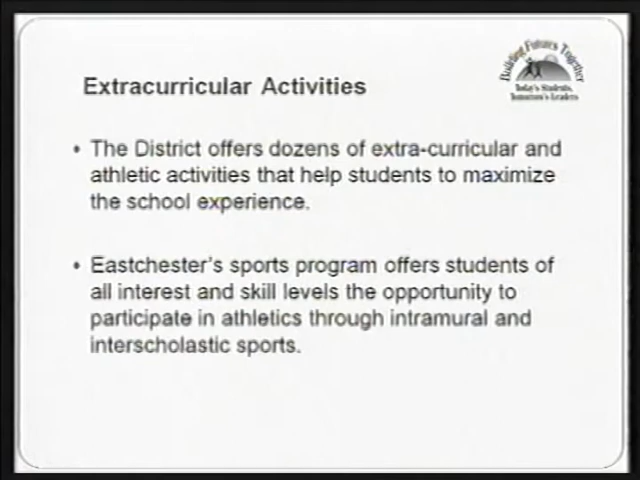 Building Futures Together
Today's Students,
Tomorrow's Leaders
Extracurricular Activities
• The District offers dozens of extra-curricular and
athletic activities that help students to maximize
the school experience.
• Eastchester's sports program offers students of
all interest and skill levels the opportunity to
participate in athletics through intramural and
interscholastic sports.